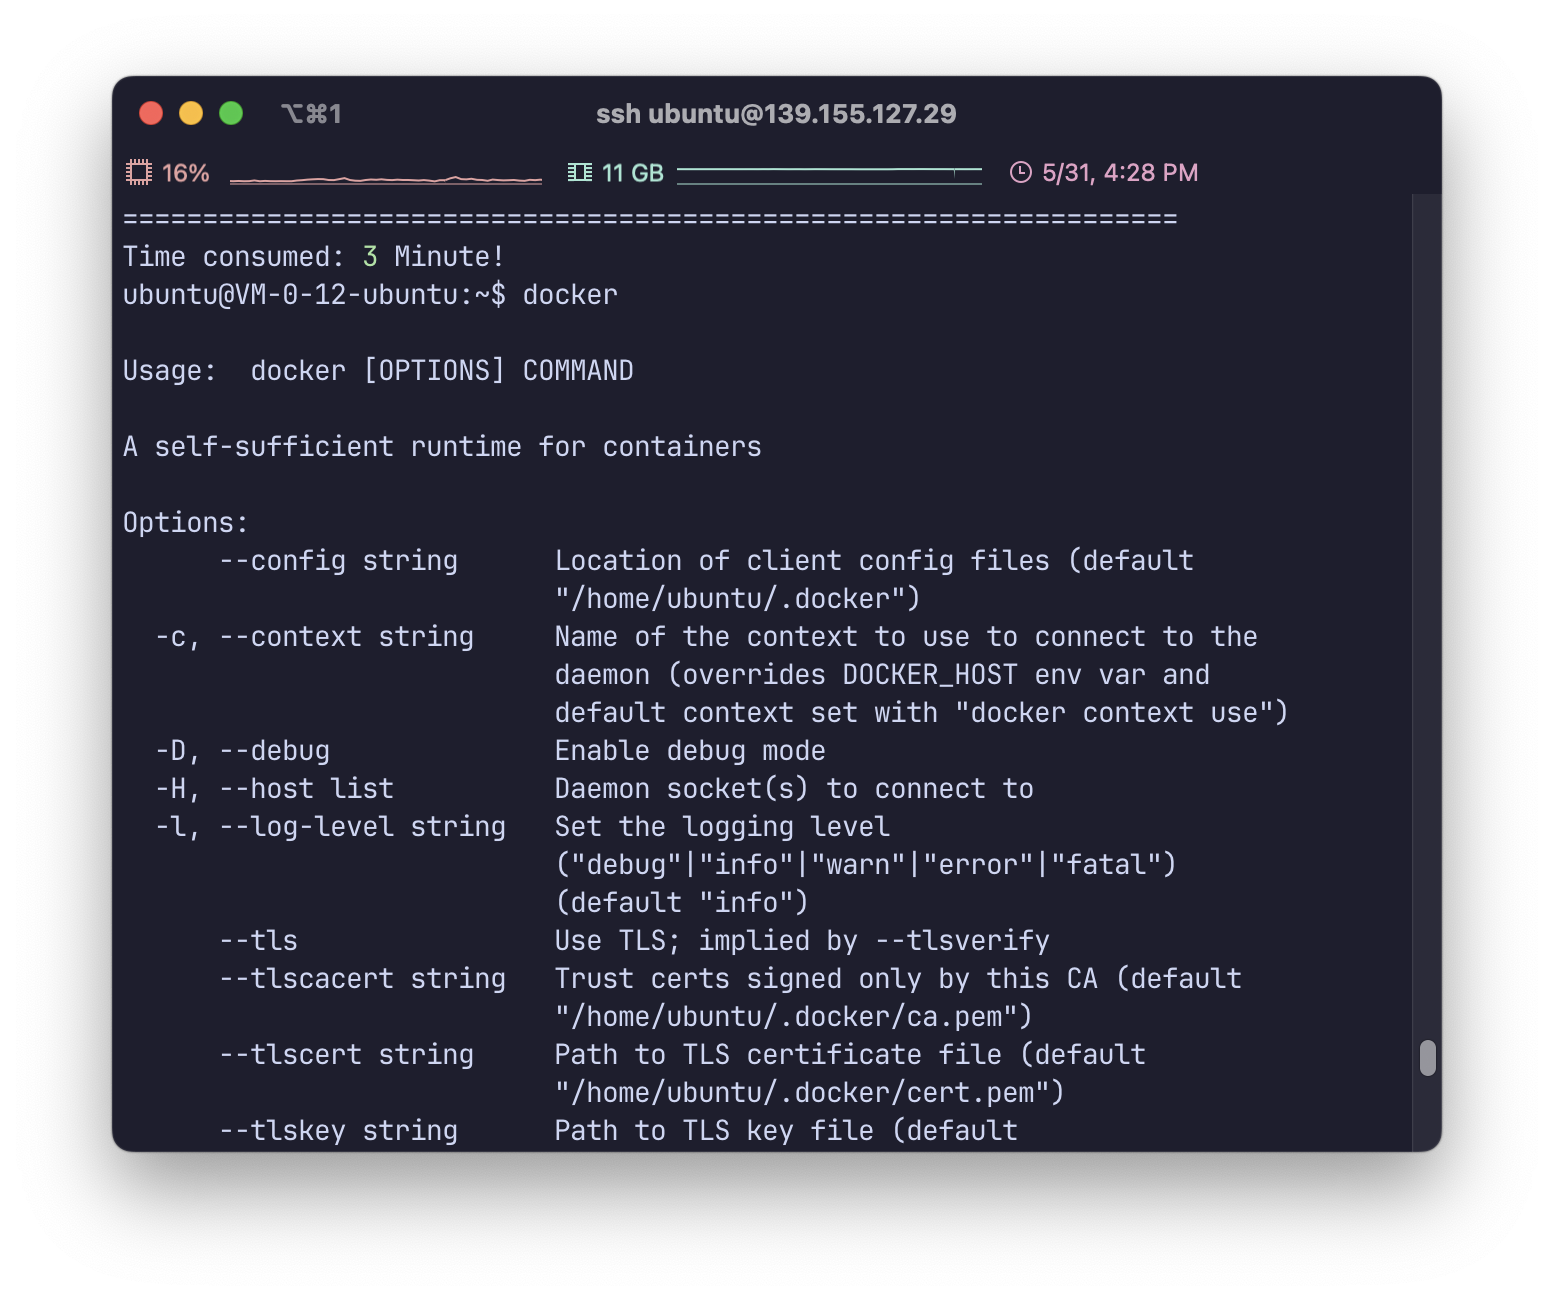 ⌥⌘1 ssh ubuntu@139.155.127.29
16% 11 GB 5/31, 4:28 PM
==================================================================
Time consumed: 3 Minute!
ubuntu@VM-0-12-ubuntu:~$ docker

Usage:  docker [OPTIONS] COMMAND

A self-sufficient runtime for containers

Options:
      --config string      Location of client config files (default
                           "/home/ubuntu/.docker")
  -c, --context string     Name of the context to use to connect to the
                           daemon (overrides DOCKER_HOST env var and
                           default context set with "docker context use")
  -D, --debug              Enable debug mode
  -H, --host list          Daemon socket(s) to connect to
  -l, --log-level string   Set the logging level
                           ("debug"|"info"|"warn"|"error"|"fatal")
                           (default "info")
      --tls                Use TLS; implied by --tlsverify
      --tlscacert string   Trust certs signed only by this CA (default
                           "/home/ubuntu/.docker/ca.pem")
      --tlscert string     Path to TLS certificate file (default
                           "/home/ubuntu/.docker/cert.pem")
      --tlskey string      Path to TLS key file (default